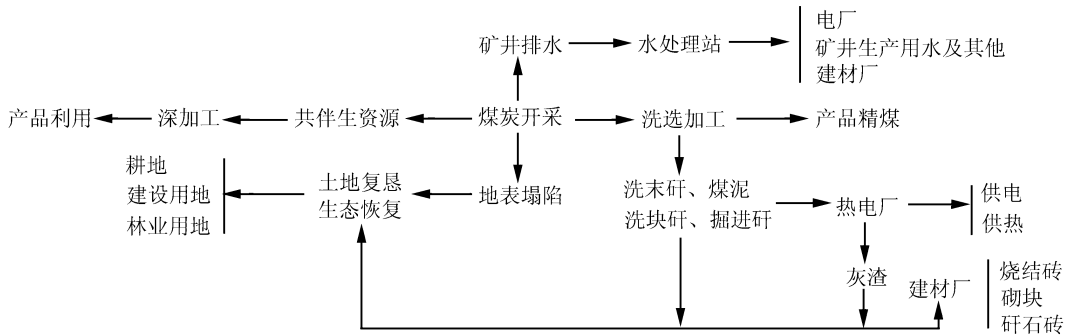 矿井排水
水处理站
电厂
矿井生产用水及其他
建材厂
产品利用
深加工
共伴生资源
煤炭开采
洗选加工
产品精煤
耕地
建设用地
林业用地
土地复恳
生态恢复
地表塌陷
洗末矸、煤泥
洗块矸、掘进矸
热电厂
供电
供热
灰渣
建材厂
烧结砖
砌块
矸石砖